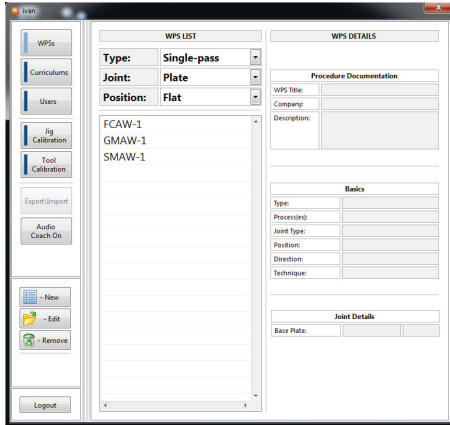 ivan
WPSs
Curriculums
Users
Jig
Calibration
Tool
Calibration
Export\Import
Audio
Coach On
- New
- Edit
- Remove
Logout
WPS LIST
Type: Single-pass
Joint: Plate
Position: Flat
FCAW-1
GMAW-1
SMAW-1
WPS DETAILS
Procedure Documentation
WPS Title:
Company:
Description:
Basics
Type:
Process(es):
Joint Type:
Position:
Direction:
Technique:
Joint Details
Base Plate: